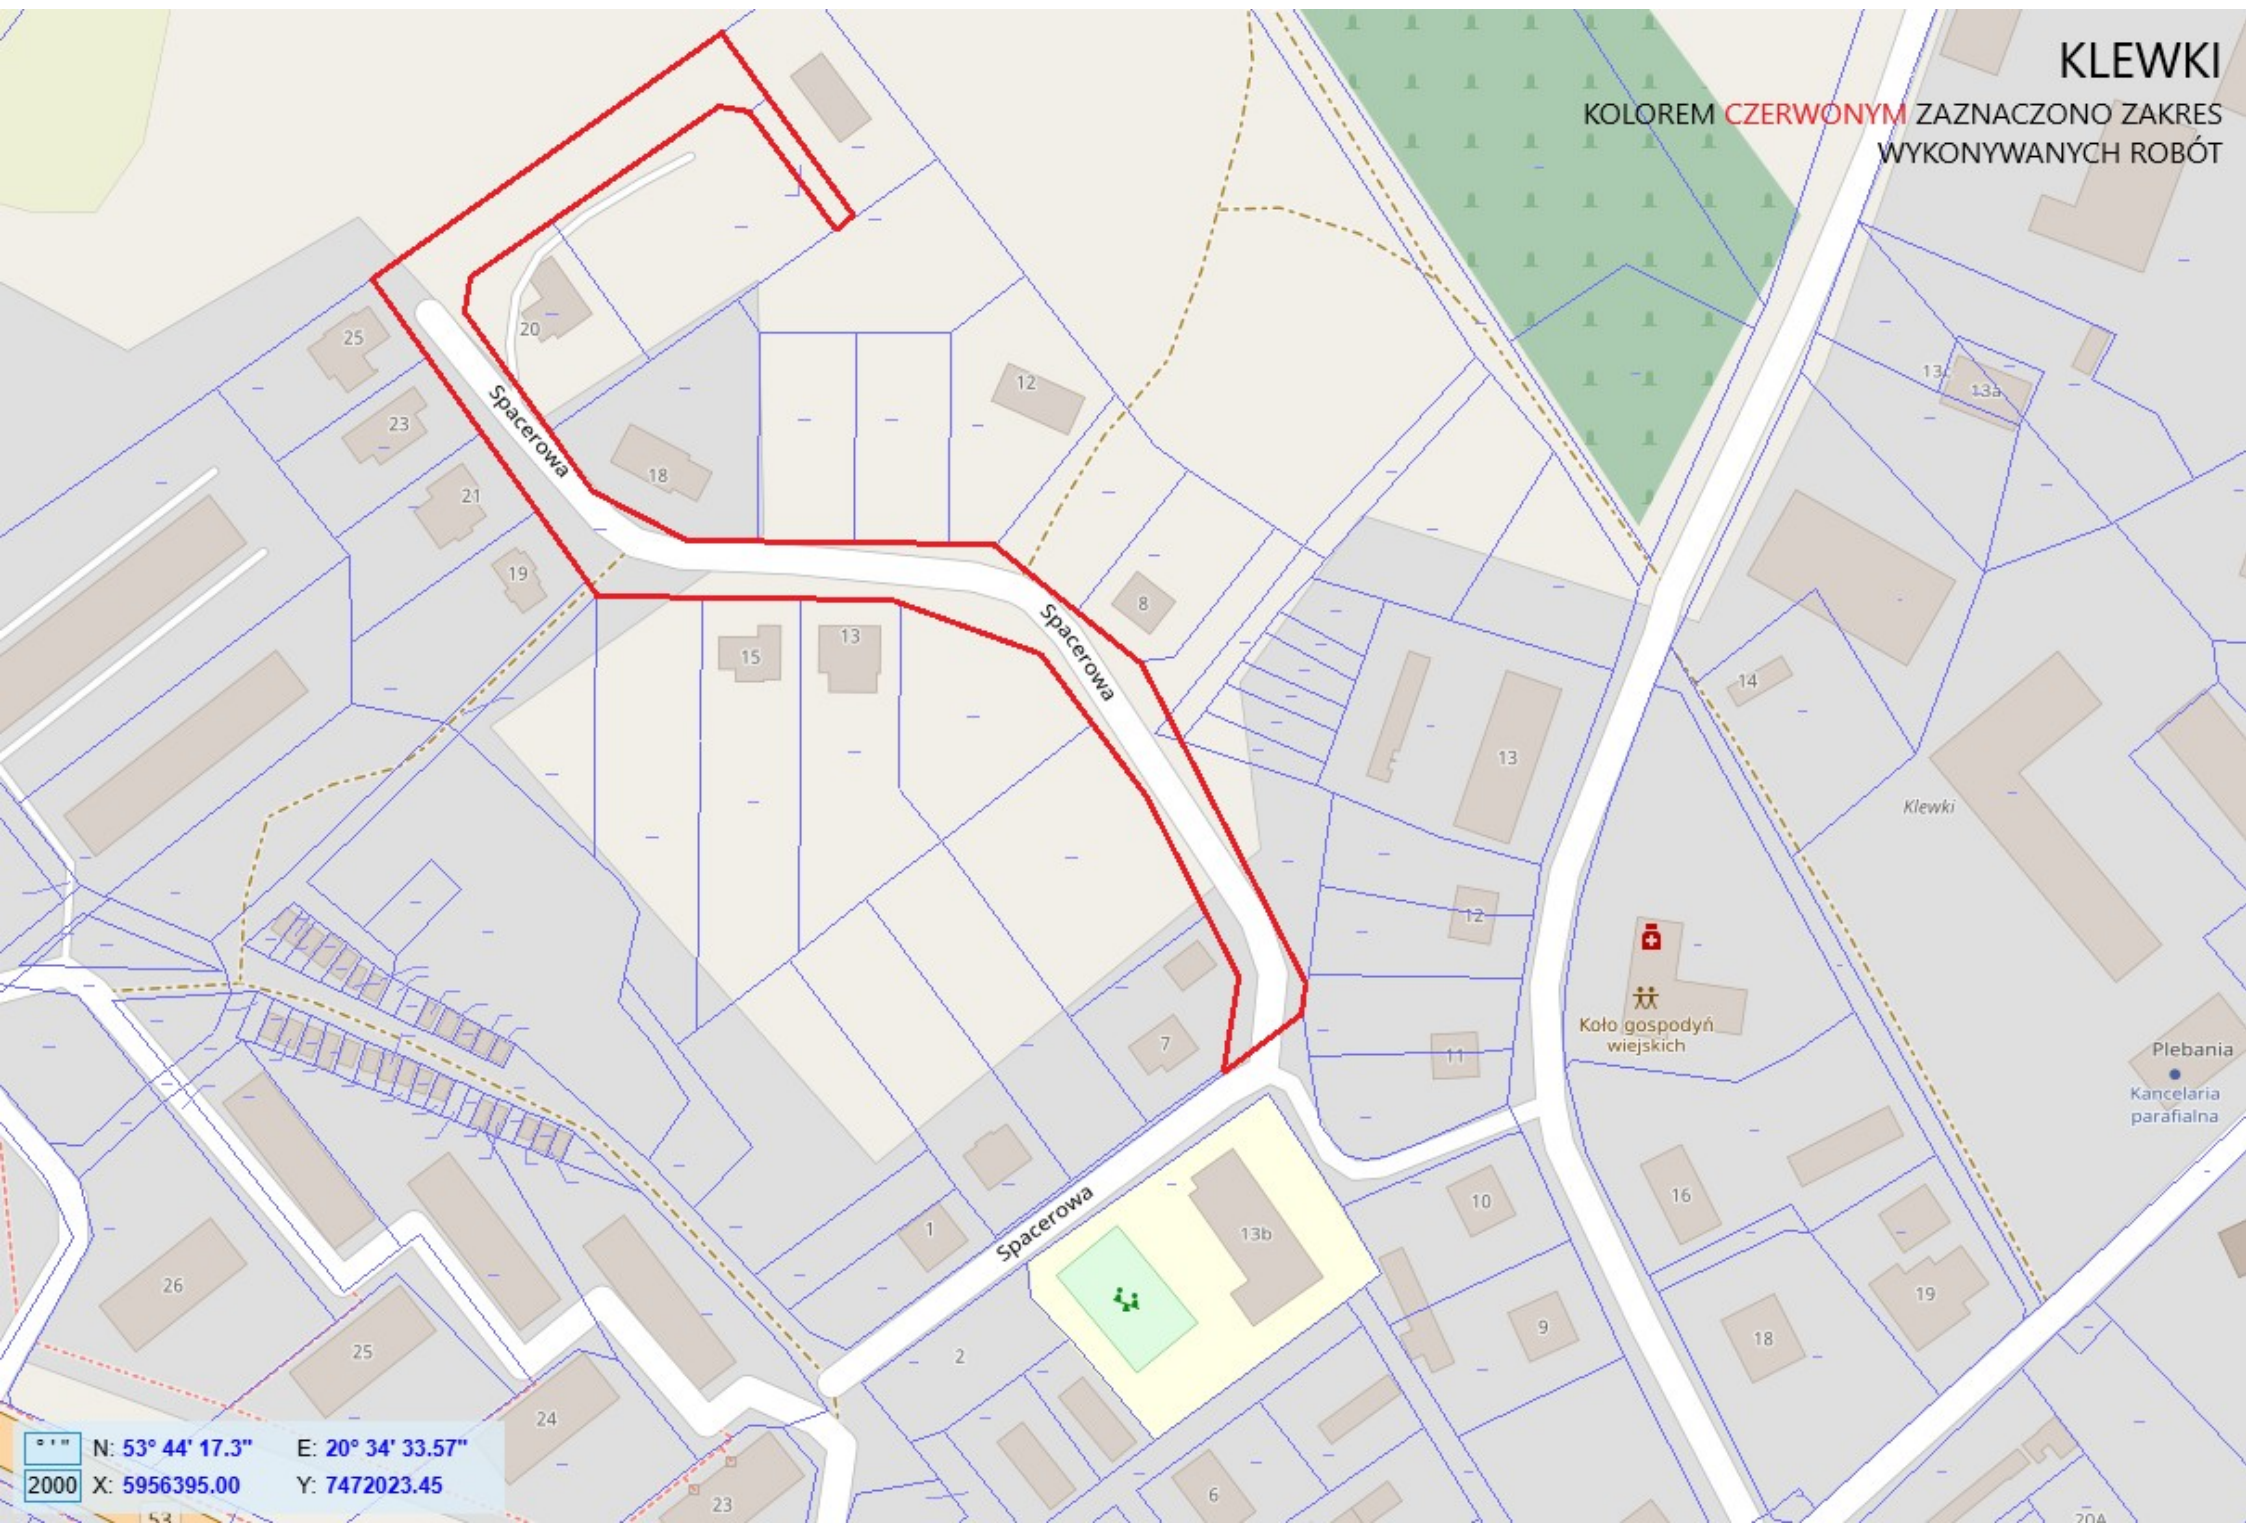 KLEWKI
KOLOREM CZERWONYM ZAZNACZONO ZAKRES
WYKONYWANYCH ROBÓT
25
20
23
Spacerowa
12
13a
18
21
19
8
Spacerowa
13
15
14
13
Klewki
12
Koło gospodyń
wiejskich
7
11
Plebania
Kancelaria
parafialna
10
16
Spacerowa
1
13b
26
19
9
18
25
2
24
6
23
20A
53
° ' " N: 53° 44' 17.3" E: 20° 34' 33.57"
2000 X: 5956395.00 Y: 7472023.45